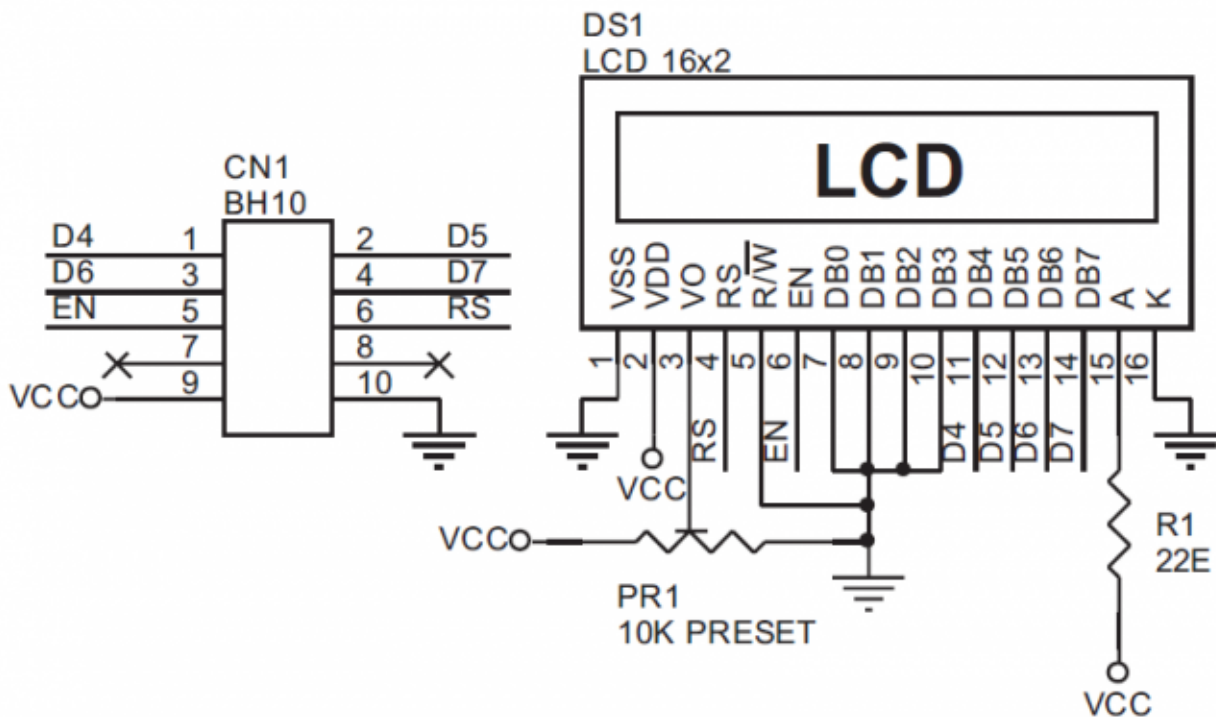 DS1
LCD 16x2
LCD
VSS VDD VO RS R/W EN DB0 DB1 DB2 DB3 DB4 DB5 DB6 DB7 A K
1 2 3 4 5 6 7 8 9 10 11 12 13 14 15 16
RS EN D4 D5 D6 D7
VCC
CN1
BH10
D4 1 2 D5
D6 3 4 D7
EN 5 6 RS
7 8
VCC 9 10
VCC
PR1
10K PRESET
R1
22E
VCC